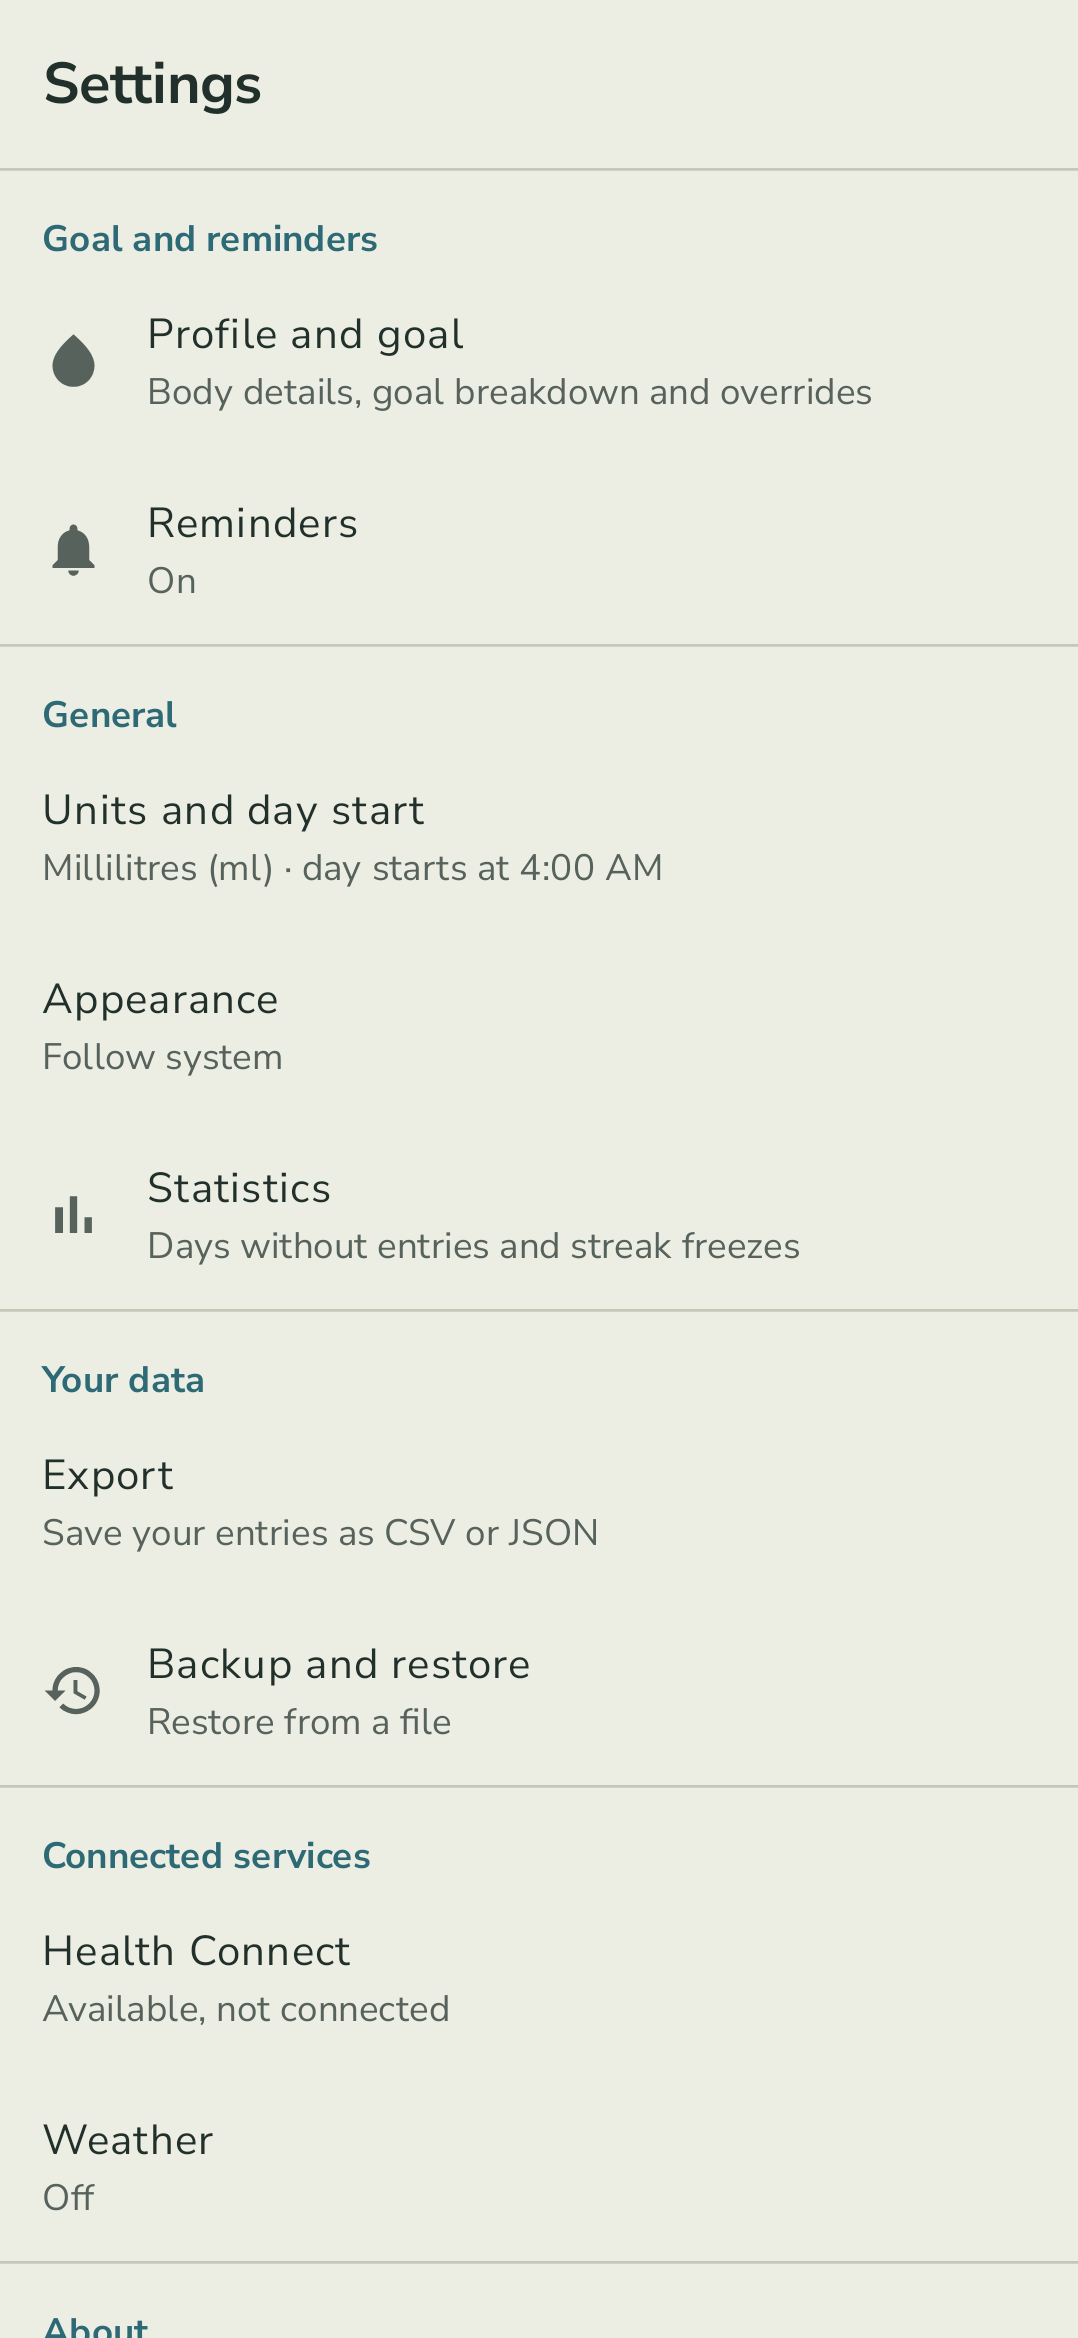 Settings
Goal and reminders
Profile and goal
Body details, goal breakdown and overrides
Reminders
On
General
Units and day start
Millilitres (ml) · day starts at 4:00 AM
Appearance
Follow system
Statistics
Days without entries and streak freezes
Your data
Export
Save your entries as CSV or JSON
Backup and restore
Restore from a file
Connected services
Health Connect
Available, not connected
Weather
Off
About